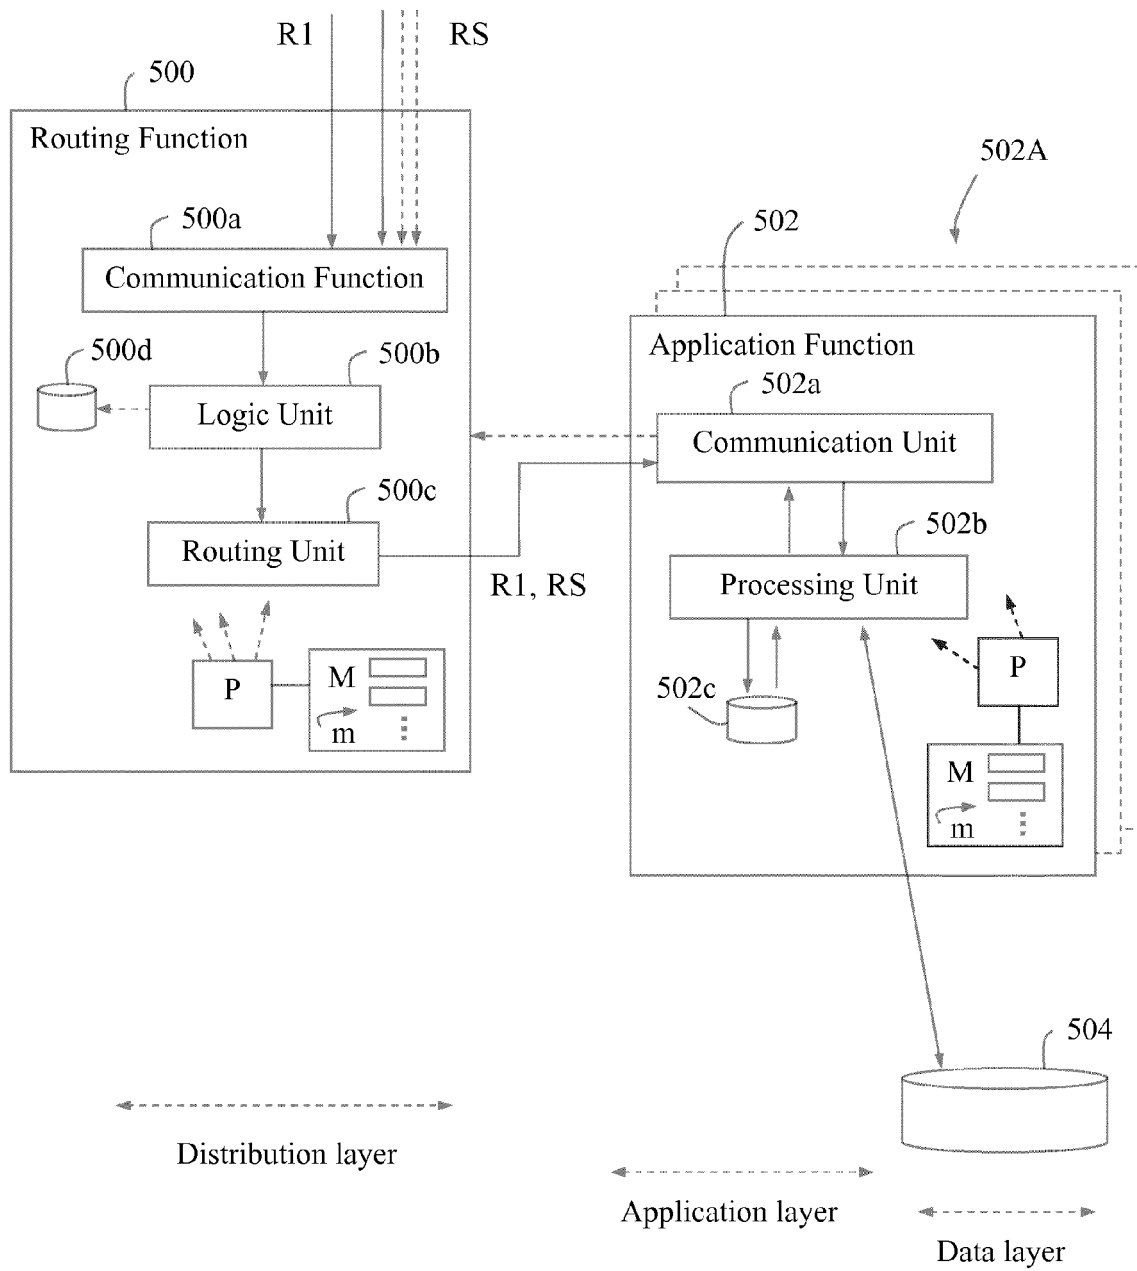 R1
RS
500
Routing Function
502A
500a
502
Communication Function
Application Function
500d
500b
502a
Logic Unit
Communication Unit
500c
502b
Routing Unit
R1, RS
Processing Unit
P
M
m
502c
P
M
m
504
Distribution layer
Application layer
Data layer